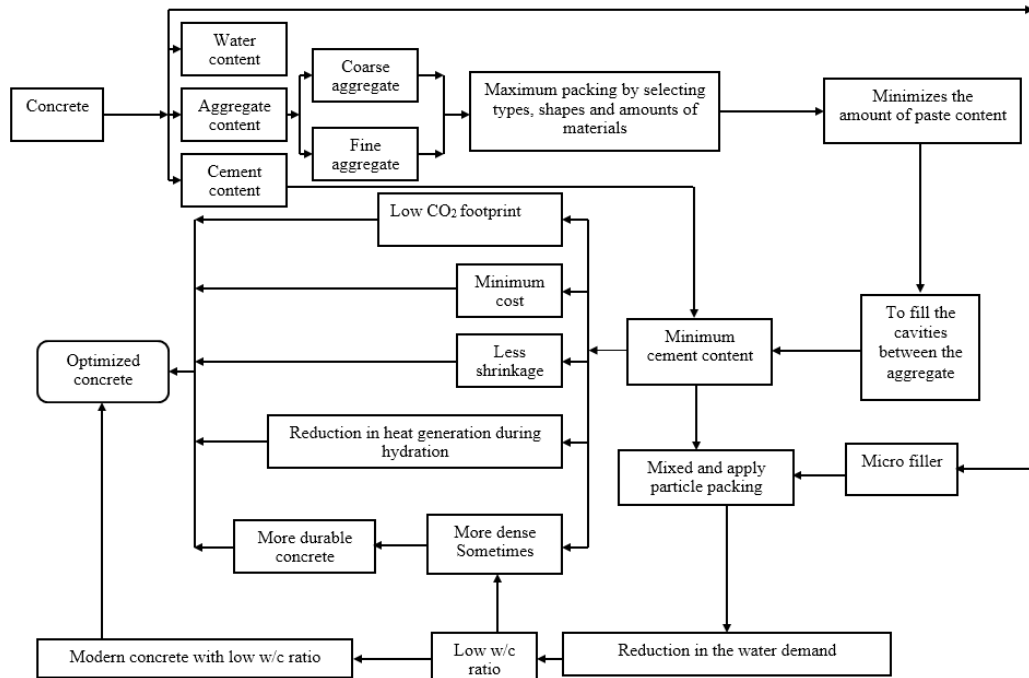 Water
content
Concrete
Aggregate
content
Cement
content
Coarse
aggregate
Fine
aggregate
Maximum packing by selecting
types, shapes and amounts of
materials
Minimizes the
amount of paste content
Low CO₂ footprint
Minimum
cost
Less
shrinkage
Reduction in heat generation during
hydration
More durable
concrete
More dense
Sometimes
Optimized
concrete
Minimum
cement content
To fill the
cavities
between the
aggregate
Mixed and apply
particle packing
Micro filler
Modern concrete with low w/c ratio
Low w/c
ratio
Reduction in the water demand